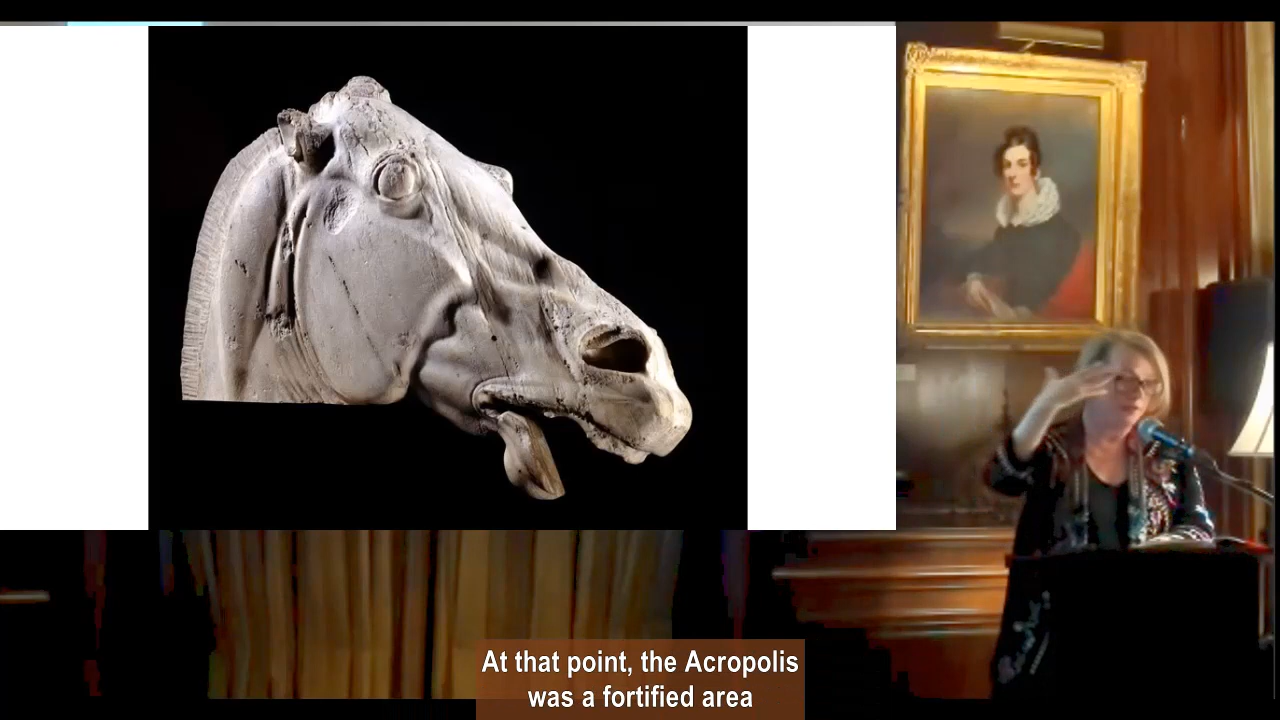 At that point, the Acropolis
was a fortified area